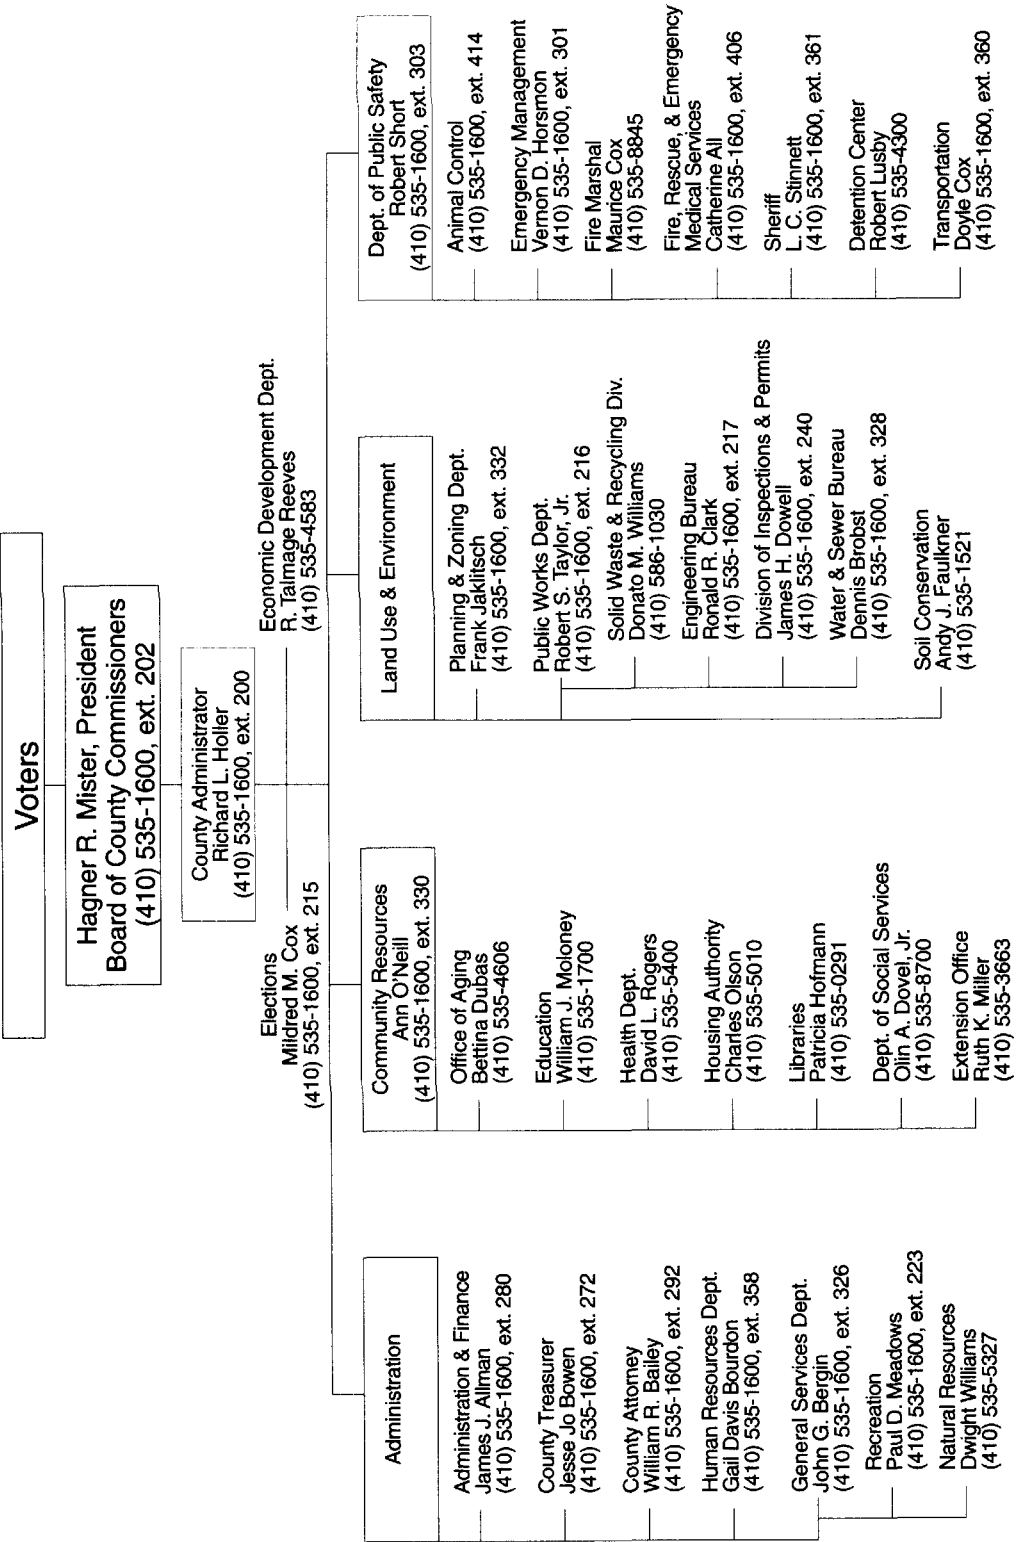 Voters
Hagner R. Mister, President
Board of County Commissioners
(410) 535-1600, ext. 202
County Administrator
Richard L. Holler
(410) 535-1600, ext. 200
Elections
Mildred M. Cox
(410) 535-1600, ext. 215
Economic Development Dept.
R. Talmage Reeves
(410) 535-4583
Administration
Administration & Finance
James J. Allman
(410) 535-1600, ext. 280
County Treasurer
Jesse Jo Bowen
(410) 535-1600, ext. 272
County Attorney
William R. Bailey
(410) 535-1600, ext. 292
Human Resources Dept.
Gail Davis Bourdon
(410) 535-1600, ext. 358
General Services Dept.
John G. Bergin
(410) 535-1600, ext. 326
Recreation
Paul D. Meadows
(410) 535-1600, ext. 223
Natural Resources
Dwight Williams
(410) 535-5327
Community Resources
Ann O'Neill
(410) 535-1600, ext. 330
Office of Aging
Bettina Dubas
(410) 535-4606
Education
William J. Moloney
(410) 535-1700
Health Dept.
David L. Rogers
(410) 535-5400
Housing Authority
Charles Olson
(410) 535-5010
Libraries
Patricia Hofmann
(410) 535-0291
Dept. of Social Services
Olin A. Dovel, Jr.
(410) 535-8700
Extension Office
Ruth K. Miller
(410) 535-3663
Land Use & Environment
Planning & Zoning Dept.
Frank Jaklitsch
(410) 535-1600, ext. 332
Public Works Dept.
Robert S. Taylor, Jr.
(410) 535-1600, ext. 216
Solid Waste & Recycling Div.
Donato M. Williams
(410) 586-1030
Engineering Bureau
Ronald R. Clark
(410) 535-1600, ext. 217
Division of Inspections & Permits
James H. Dowell
(410) 535-1600, ext. 240
Water & Sewer Bureau
Dennis Brobst
(410) 535-1600, ext. 328
Soil Conservation
Andy J. Faulkner
(410) 535-1521
Dept. of Public Safety
Robert Short
(410) 535-1600, ext. 303
Animal Control
(410) 535-1600, ext. 414
Emergency Management
Vernon D. Horsmon
(410) 535-1600, ext. 301
Fire Marshal
Maurice Cox
(410) 535-8845
Fire, Rescue, & Emergency
Medical Services
Catherine All
(410) 535-1600, ext. 406
Sheriff
L. C. Stinnett
(410) 535-1600, ext. 361
Detention Center
Robert Lusby
(410) 535-4300
Transportation
Doyle Cox
(410) 535-1600, ext. 360